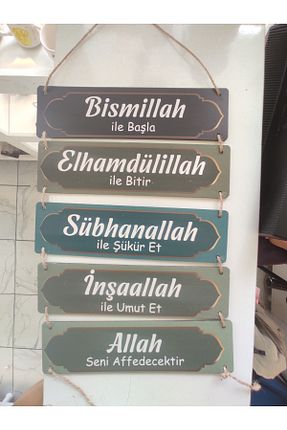 Bismillah
ile Başla
Elhamdülillah
ile Bitir
Sübhanallah
ile Şükür Et
İnşaallah
ile Umut Et
Allah
Seni Affedecektir